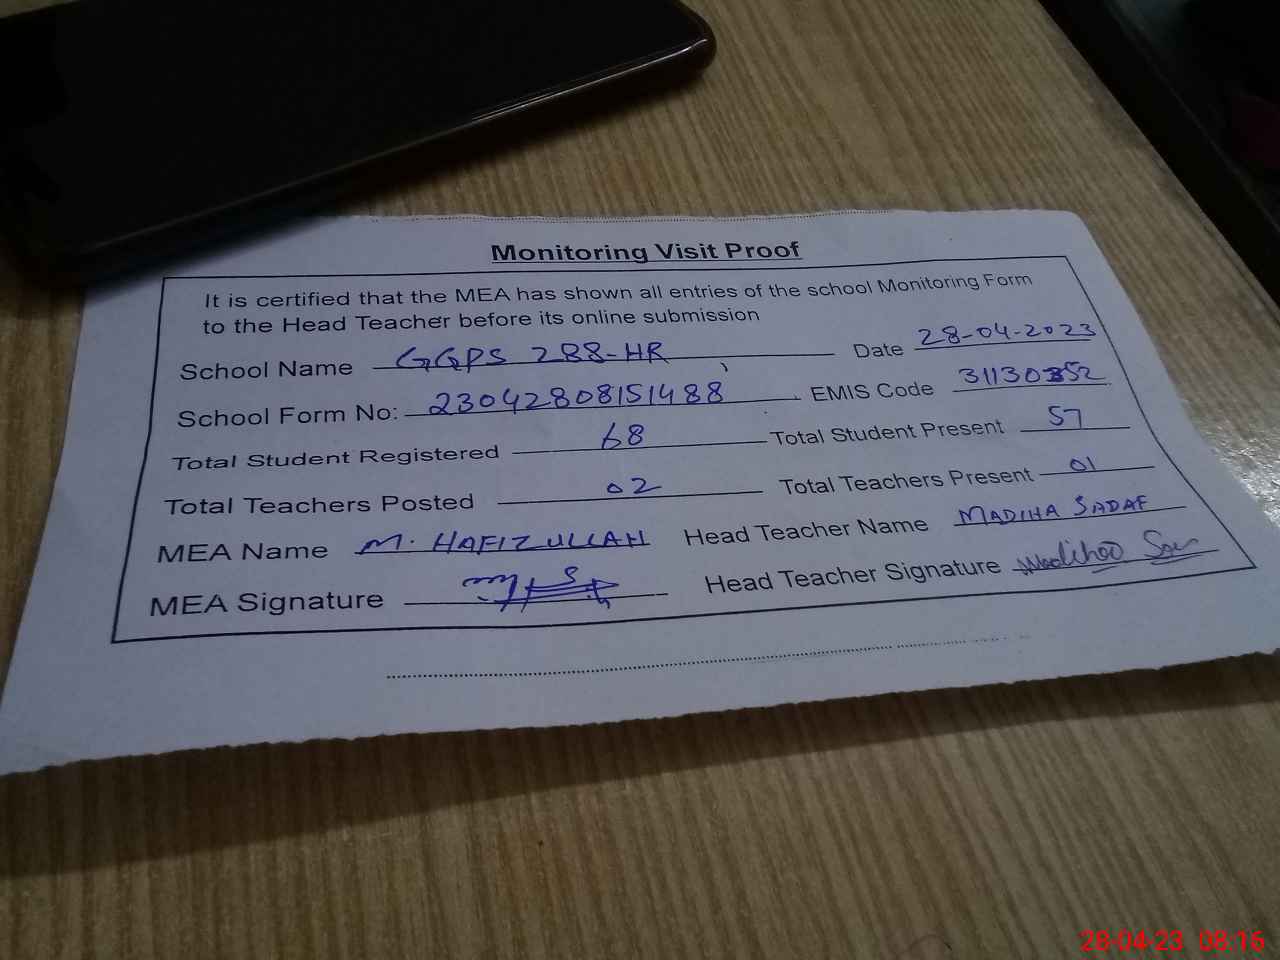 Monitoring Visit Proof
It is certified that the MEA has shown all entries of the school Monitoring Form
to the Head Teacher before its online submission
School Name GGPS 288-HR Date 28-04-2023
School Form No: 23042808151488 EMIS Code 31130352
Total Student Registered 68 Total Student Present 57
Total Teachers Posted 02 Total Teachers Present 01
MEA Name M. HAFIZULLAH Head Teacher Name MADIHA SADAF
MEA Signature Head Teacher Signature
28-04-23 08:16